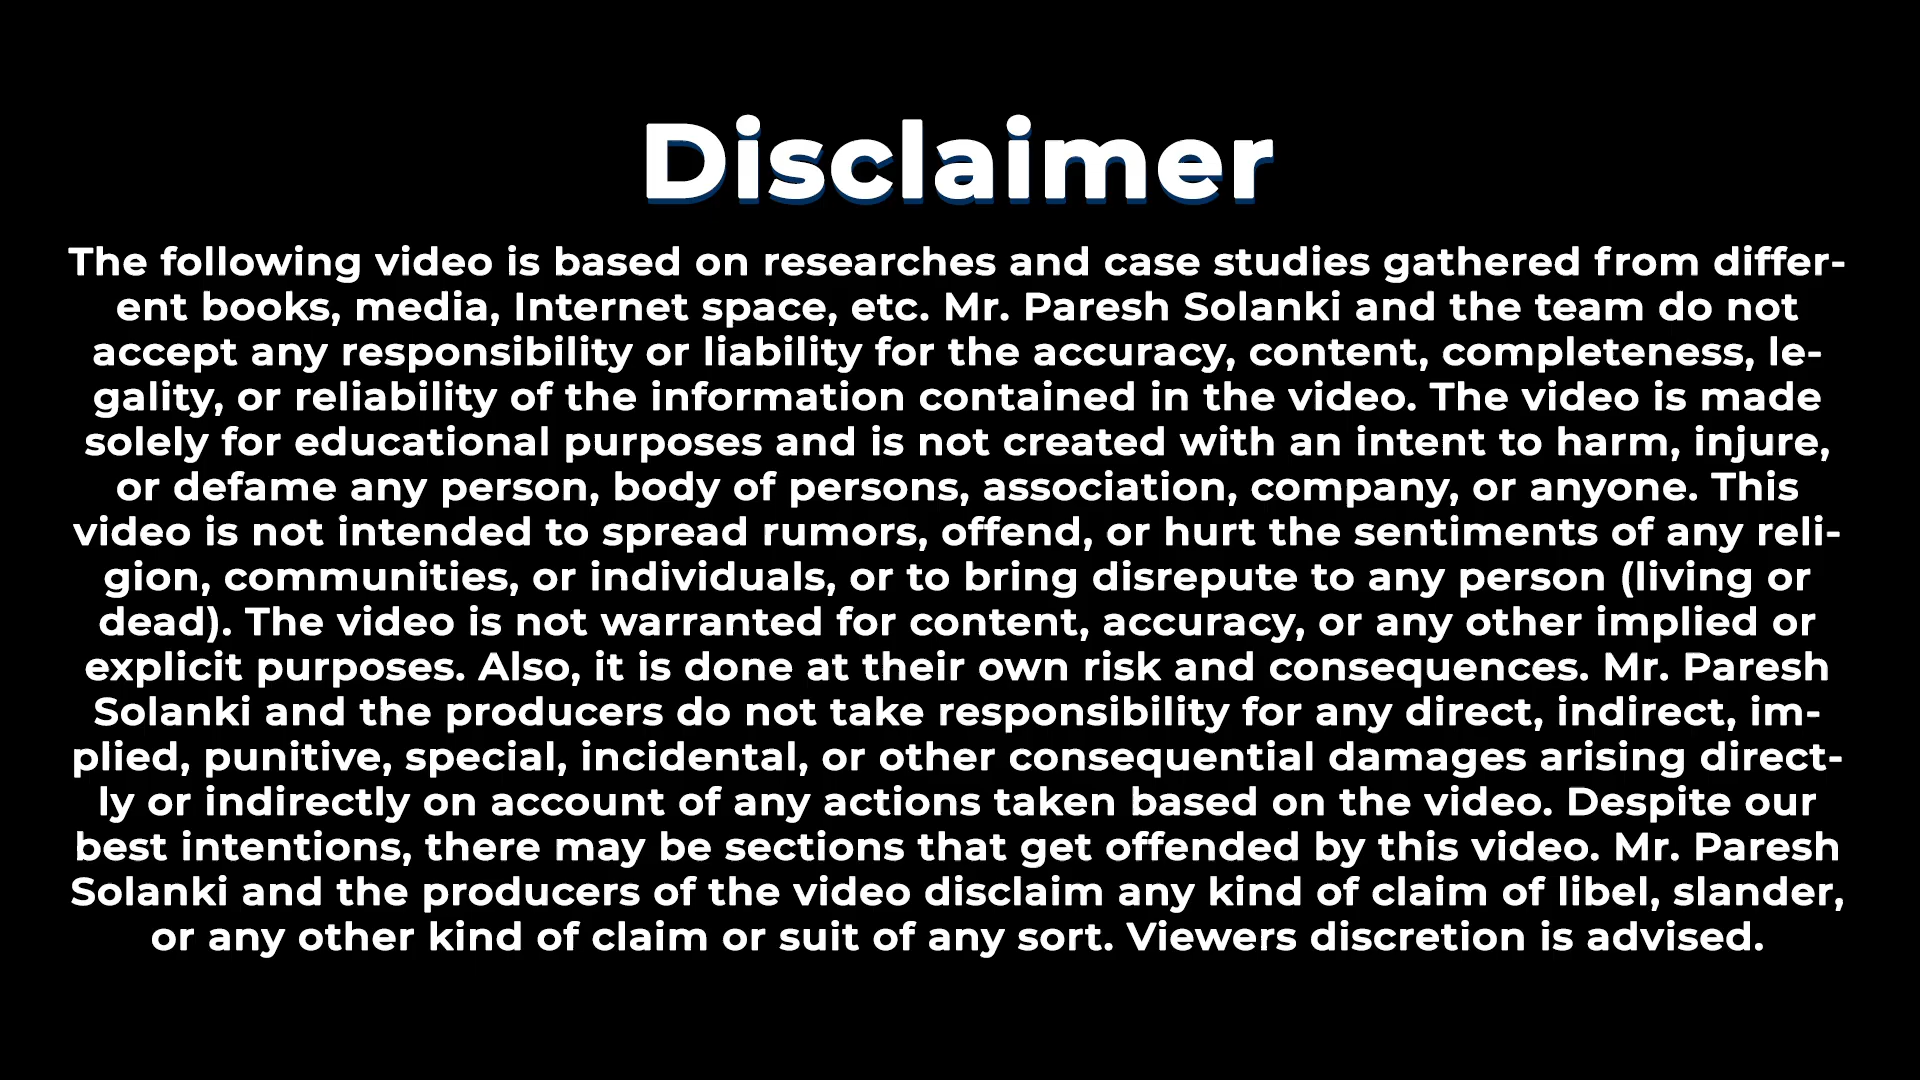 Disclaimer
The following video is based on researches and case studies gathered from differ-
ent books, media, Internet space, etc. Mr. Paresh Solanki and the team do not
accept any responsibility or liability for the accuracy, content, completeness, le-
gality, or reliability of the information contained in the video. The video is made
solely for educational purposes and is not created with an intent to harm, injure,
or defame any person, body of persons, association, company, or anyone. This
video is not intended to spread rumors, offend, or hurt the sentiments of any reli-
gion, communities, or individuals, or to bring disrepute to any person (living or
dead). The video is not warranted for content, accuracy, or any other implied or
explicit purposes. Also, it is done at their own risk and consequences. Mr. Paresh
Solanki and the producers do not take responsibility for any direct, indirect, im-
plied, punitive, special, incidental, or other consequential damages arising direct-
ly or indirectly on account of any actions taken based on the video. Despite our
best intentions, there may be sections that get offended by this video. Mr. Paresh
Solanki and the producers of the video disclaim any kind of claim of libel, slander,
or any other kind of claim or suit of any sort. Viewers discretion is advised.